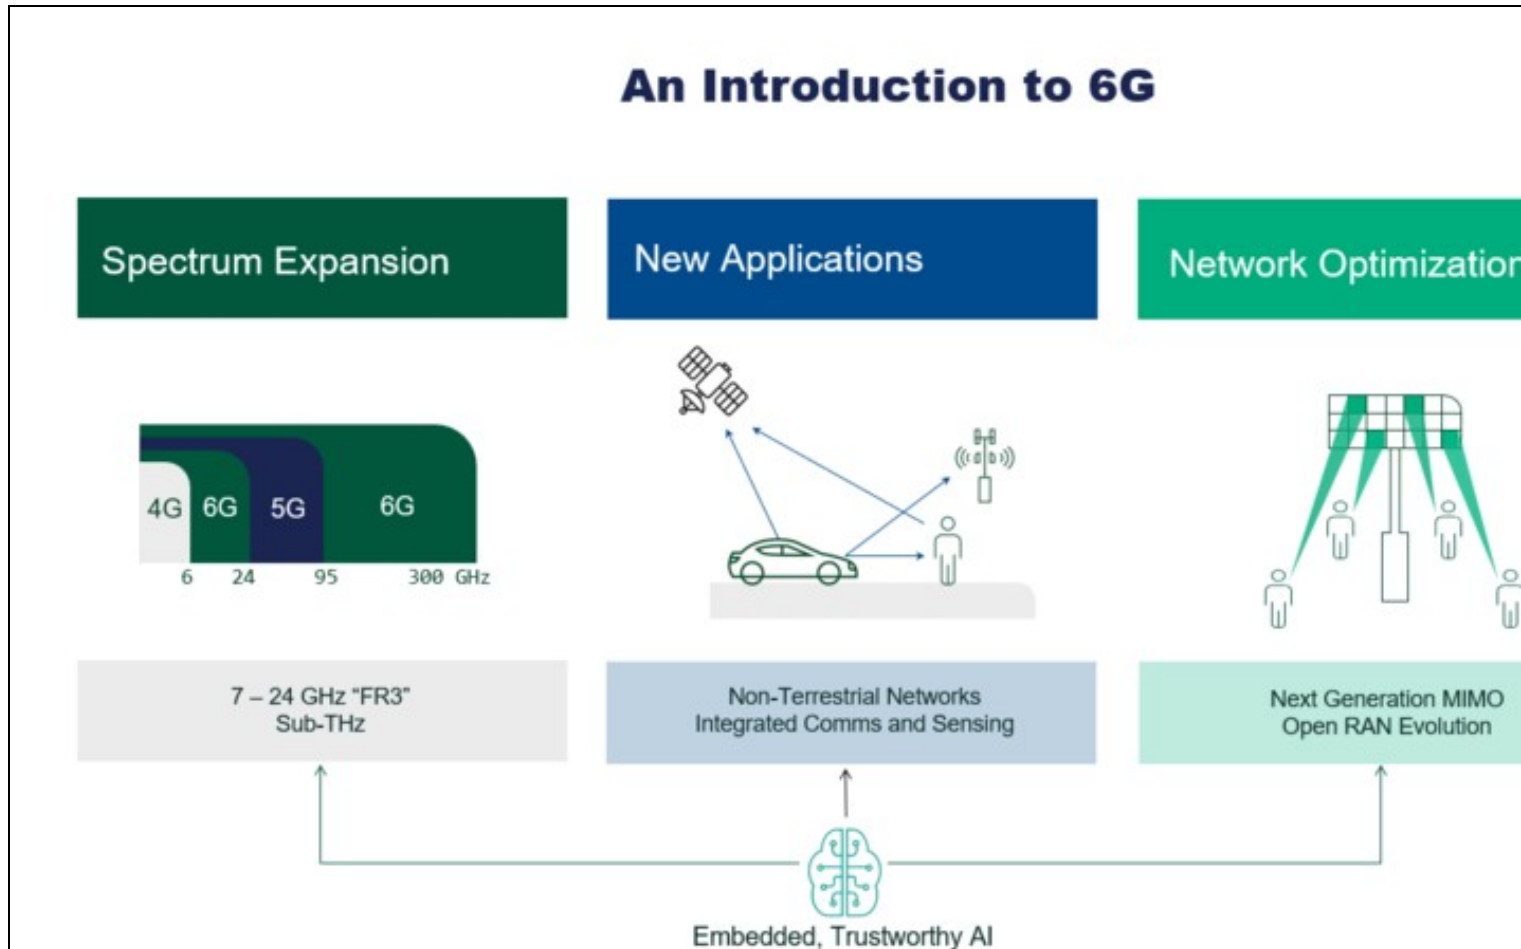 An Introduction to 6G
Spectrum Expansion
New Applications
Network Optimization
4G 6G 5G 6G
6 24 95 300 GHz
7 – 24 GHz “FR3”
Sub-THz
Non-Terrestrial Networks
Integrated Comms and Sensing
Next Generation MIMO
Open RAN Evolution
Embedded, Trustworthy AI